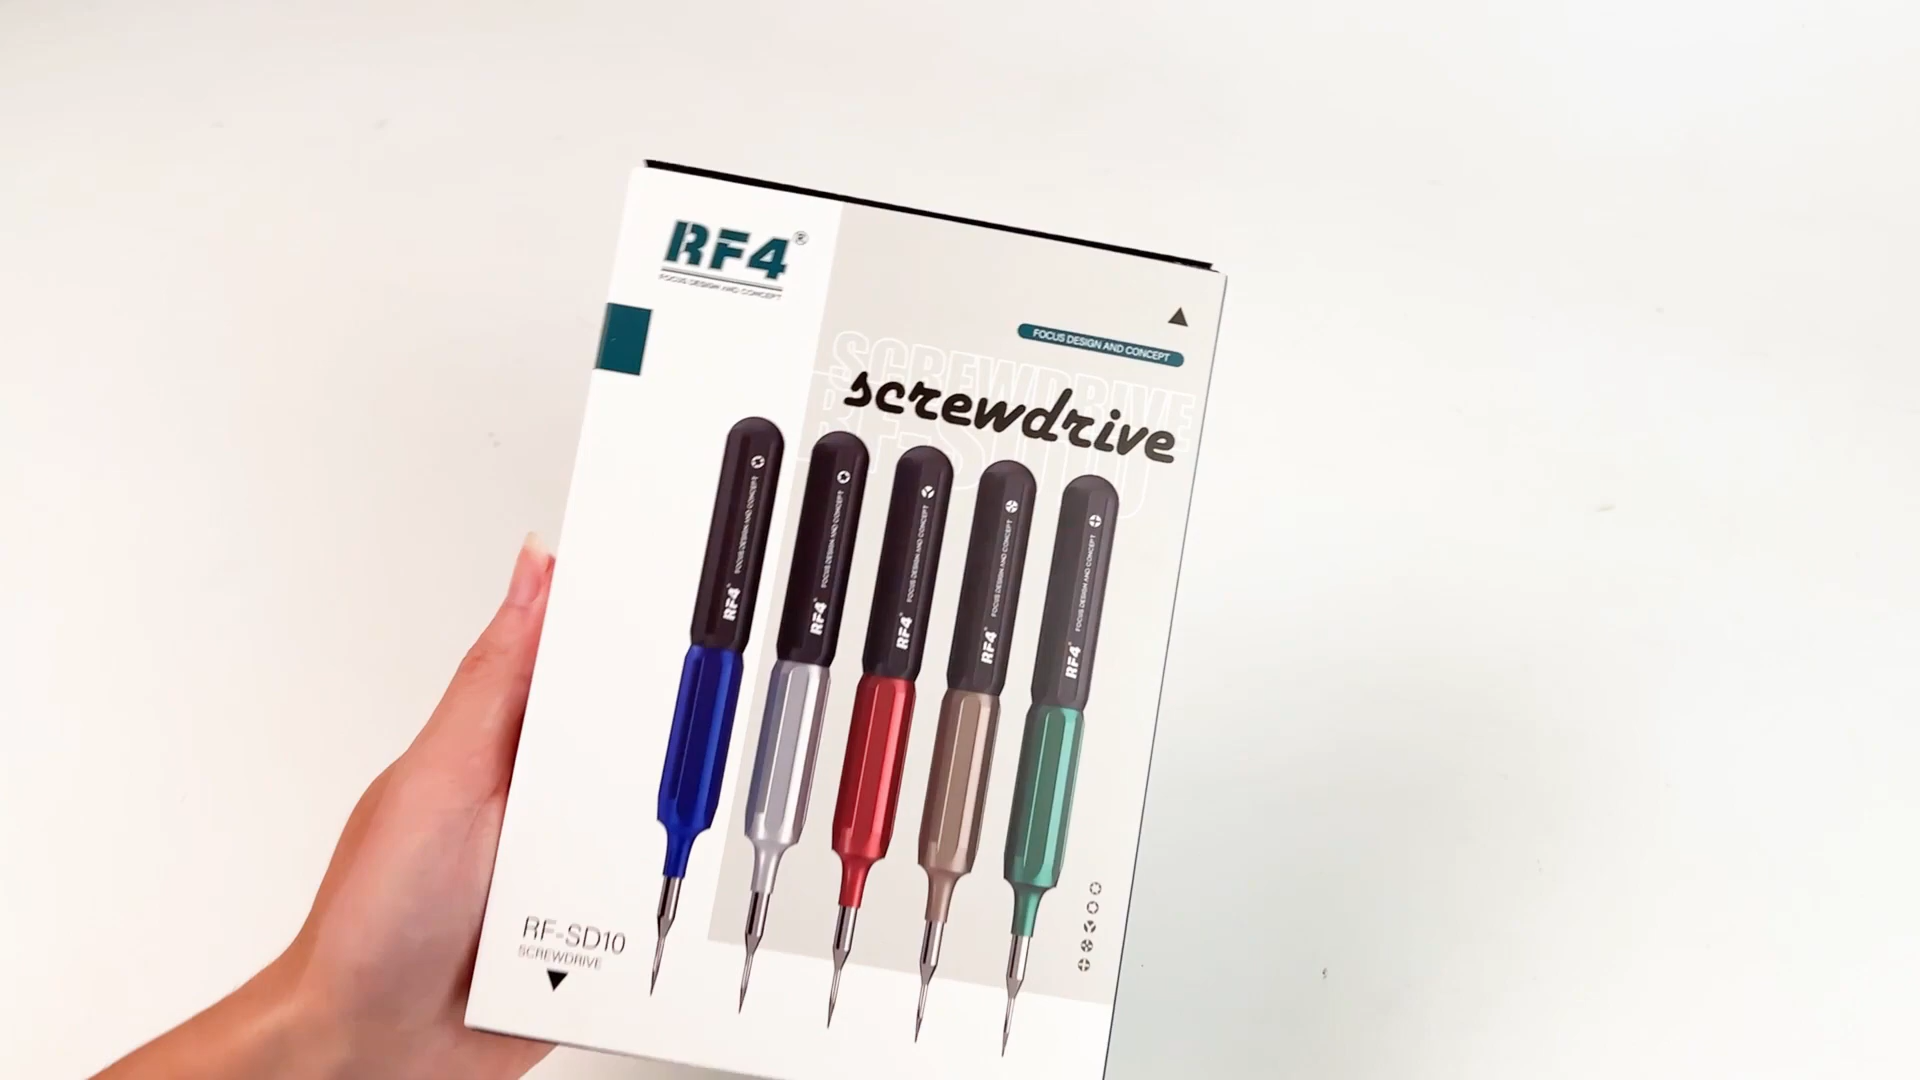 RF4®
FOCUS DESIGN AND CONCEPT
FOCUS DESIGN AND CONCEPT
SCREWDRIVE
RF-SD10
screwdrive
RF4 FOCUS DESIGN AND CONCEPT
RF4 FOCUS DESIGN AND CONCEPT
RF4 FOCUS DESIGN AND CONCEPT
RF4 FOCUS DESIGN AND CONCEPT
RF4 FOCUS DESIGN AND CONCEPT
RF-SD10
SCREWDRIVE